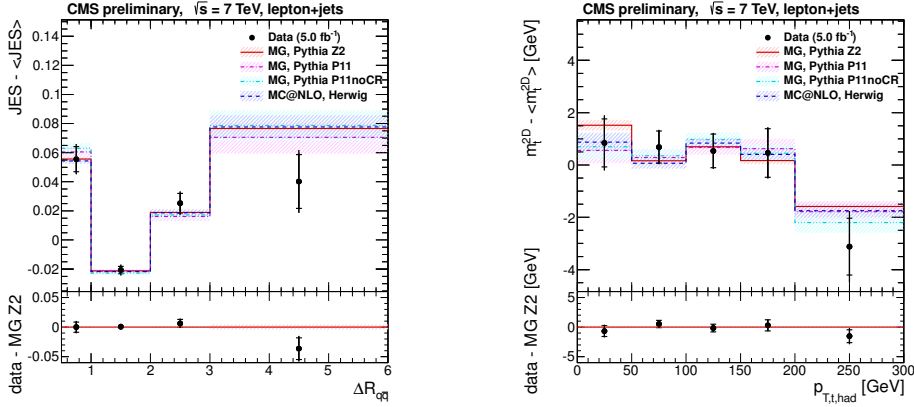 CMS preliminary, √s = 7 TeV, lepton+jets
JES - <JES>
0.14
0.12
0.1
0.08
0.06
0.04
0.02
0
-0.02
Data (5.0 fb⁻¹)
MG, Pythia Z2
MG, Pythia P11
MG, Pythia P11noCR
MC@NLO, Herwig
data - MG Z2
0.05
0
-0.05
1 2 3 4 5 6
ΔR_qq̅
CMS preliminary, √s = 7 TeV, lepton+jets
m_t^2D - <m_t^2D> [GeV]
4
2
0
-2
-4
Data (5.0 fb⁻¹)
MG, Pythia Z2
MG, Pythia P11
MG, Pythia P11noCR
MC@NLO, Herwig
data - MG Z2 [GeV]
5
0
-5
0 50 100 150 200 250 300
p_T,t,had [GeV]